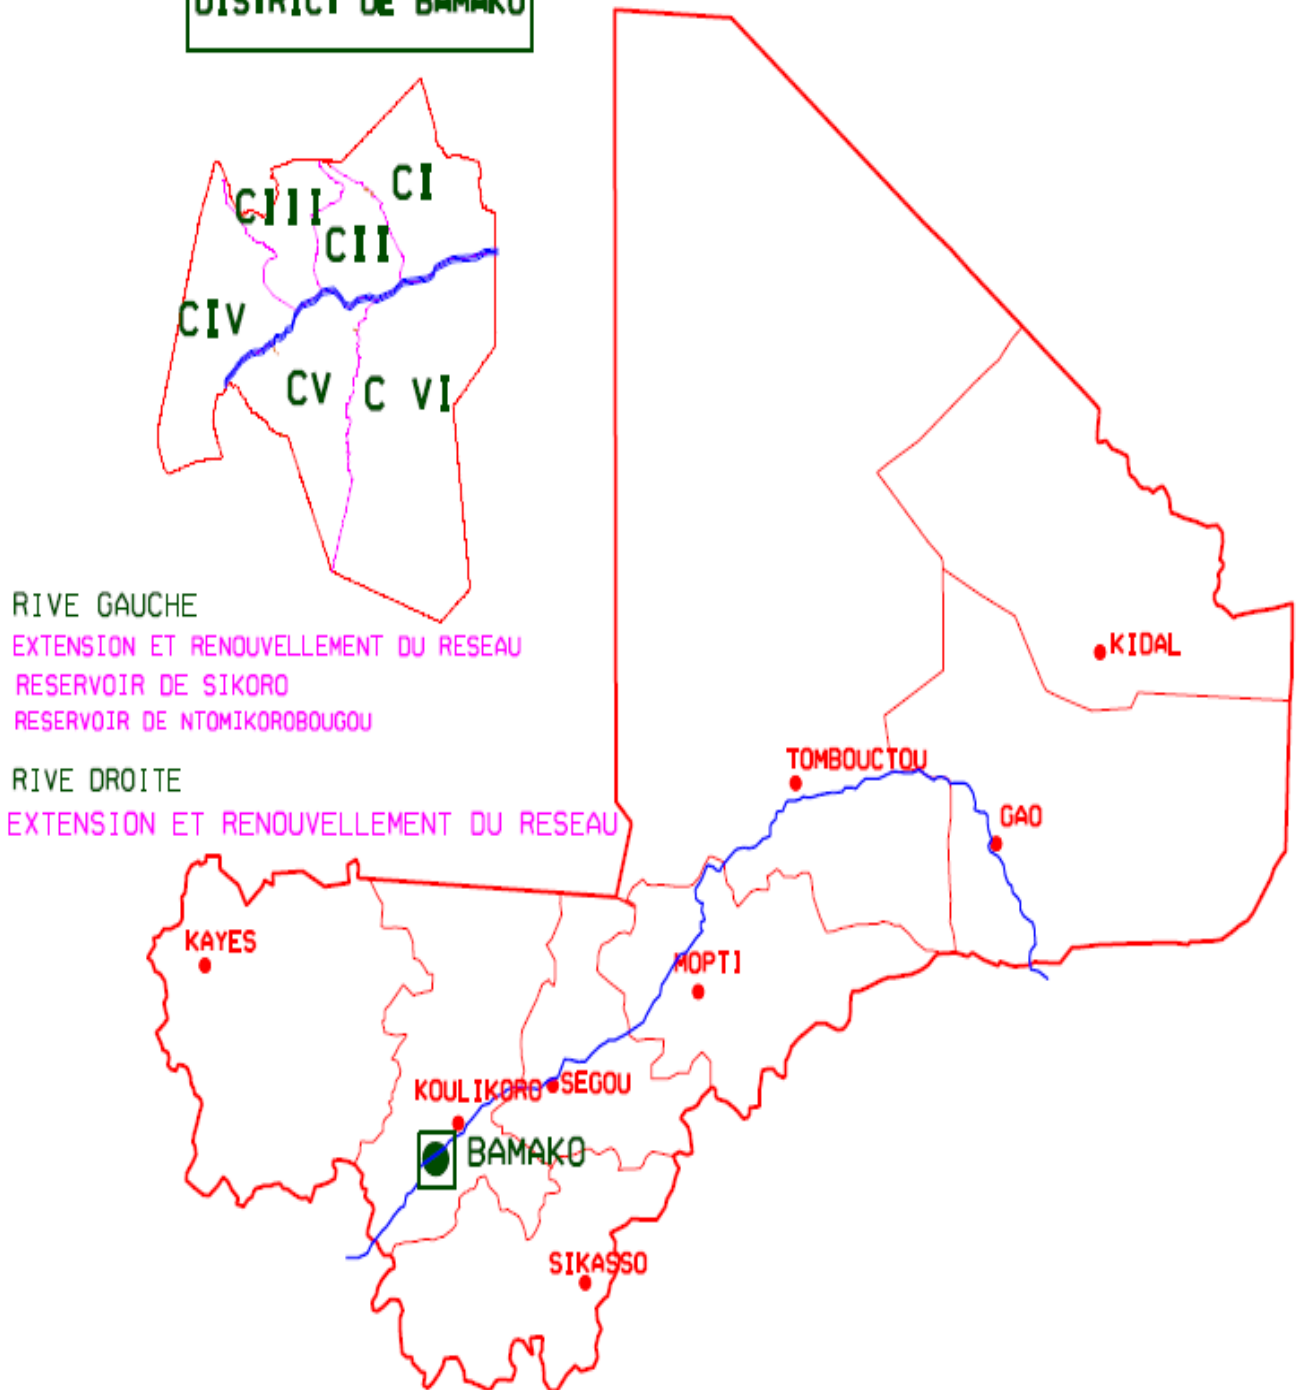 DISTRICT DE BAMAKO
CI
CIII
CII
CIV
CV
C VI
RIVE GAUCHE
EXTENSION ET RENOUVELLEMENT DU RESEAU
RESERVOIR DE SIKORO
RESERVOIR DE NTOMIKOROBOUGOU
RIVE DROITE
EXTENSION ET RENOUVELLEMENT DU RESEAU
KIDAL
TOMBOUCTOU
GAO
KAYES
MOPTI
KOULIKORO
SEGOU
BAMAKO
SIKASSO